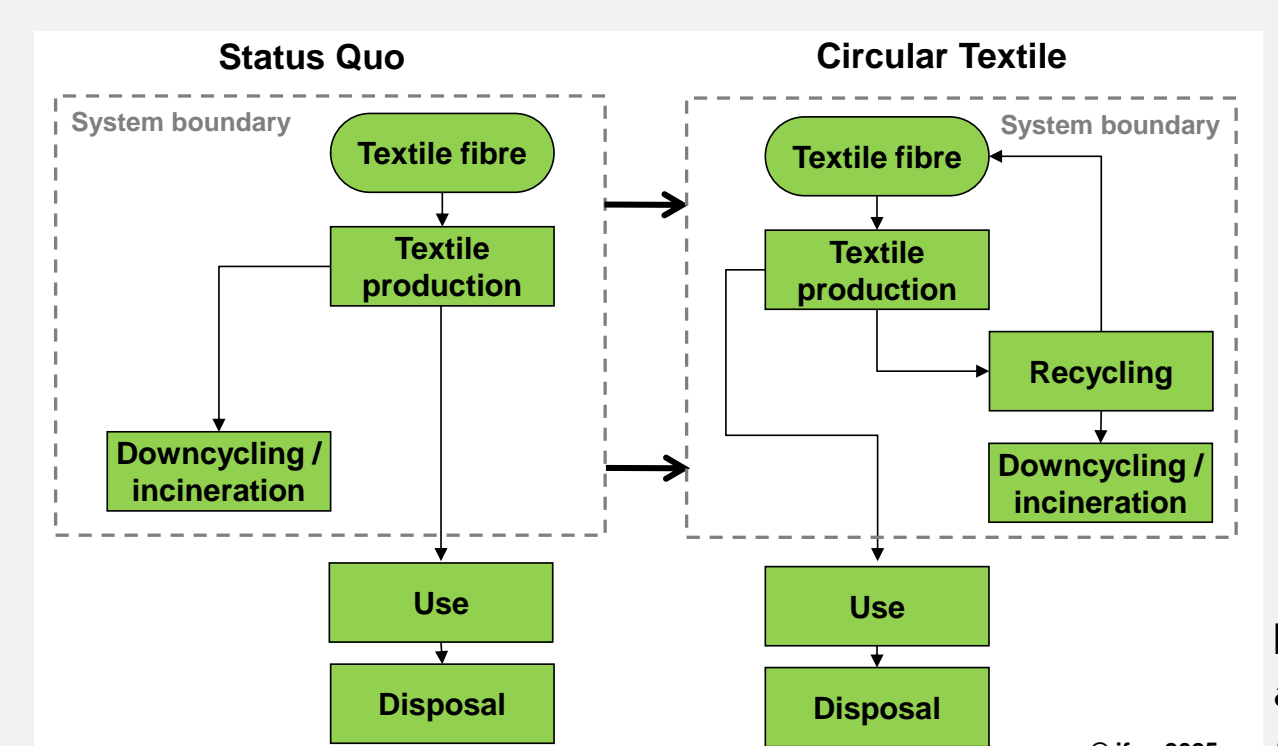 Status Quo
System boundary
Textile fibre
Textile
production
Downcycling /
incineration
Use
Disposal
Circular Textile
System boundary
Textile fibre
Textile
production
Recycling
Downcycling /
incineration
Use
Disposal